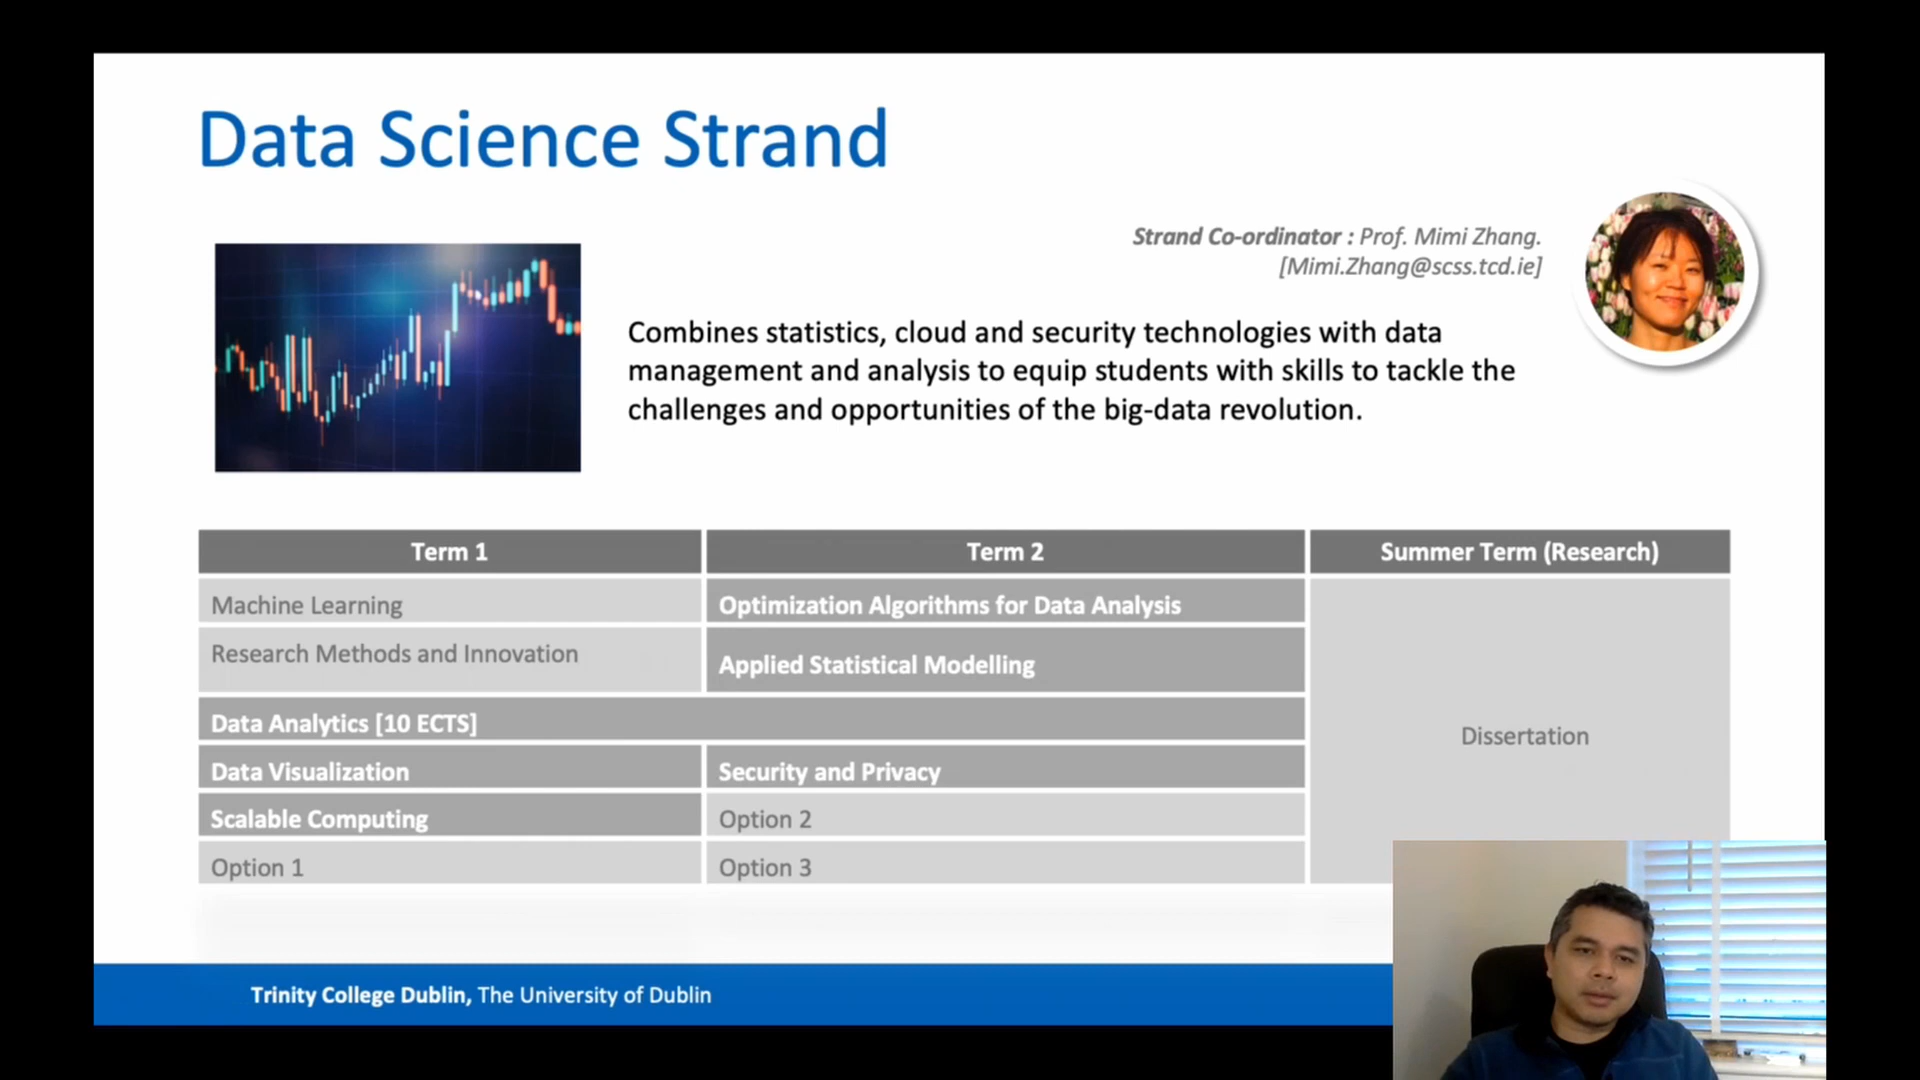 Data Science Strand
Strand Co-ordinator : Prof. Mimi Zhang.
[Mimi.Zhang@scss.tcd.ie]
Combines statistics, cloud and security technologies with data
management and analysis to equip students with skills to tackle the
challenges and opportunities of the big-data revolution.
Term 1 Term 2 Summer Term (Research)
Machine Learning Optimization Algorithms for Data Analysis
Research Methods and Innovation Applied Statistical Modelling
Data Analytics [10 ECTS]
Dissertation
Data Visualization Security and Privacy
Scalable Computing Option 2
Option 1 Option 3
Trinity College Dublin, The University of Dublin